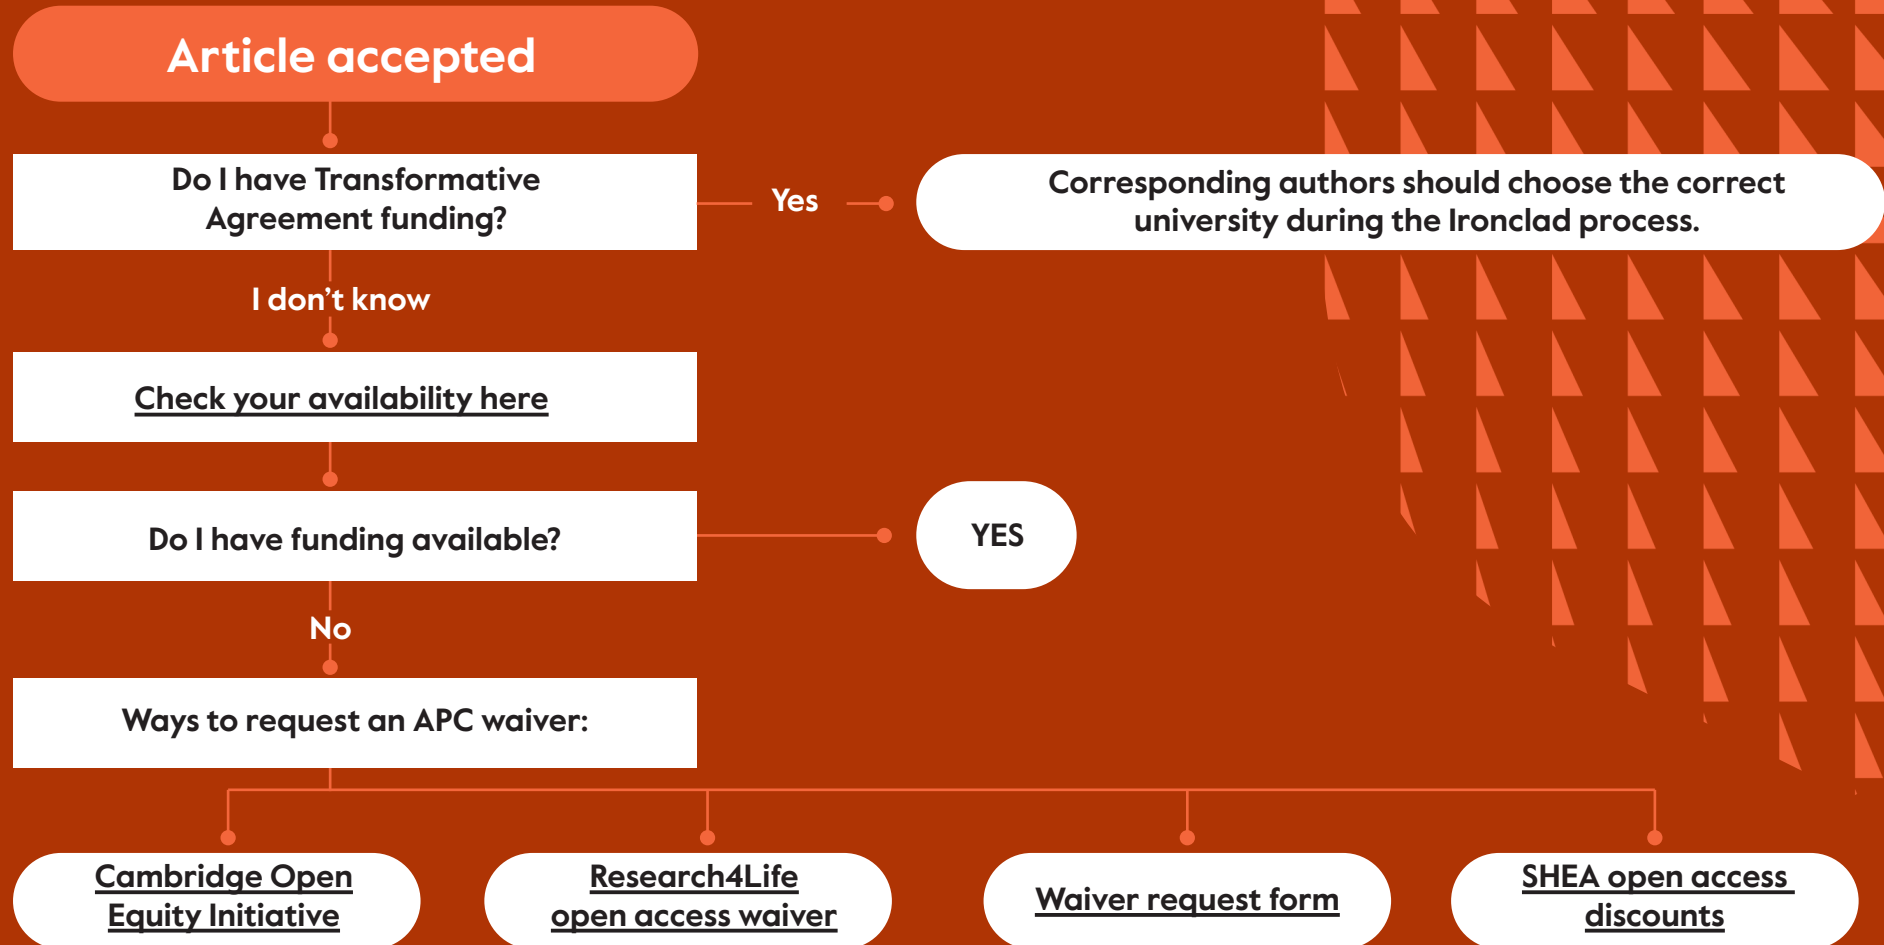 Article accepted
Do I have Transformative
Agreement funding?
Yes
Corresponding authors should choose the correct
university during the Ironclad process.
I don't know
Check your availability here
Do I have funding available?
YES
No
Ways to request an APC waiver:
Cambridge Open
Equity Initiative
Research4Life
open access waiver
Waiver request form
SHEA open access
discounts